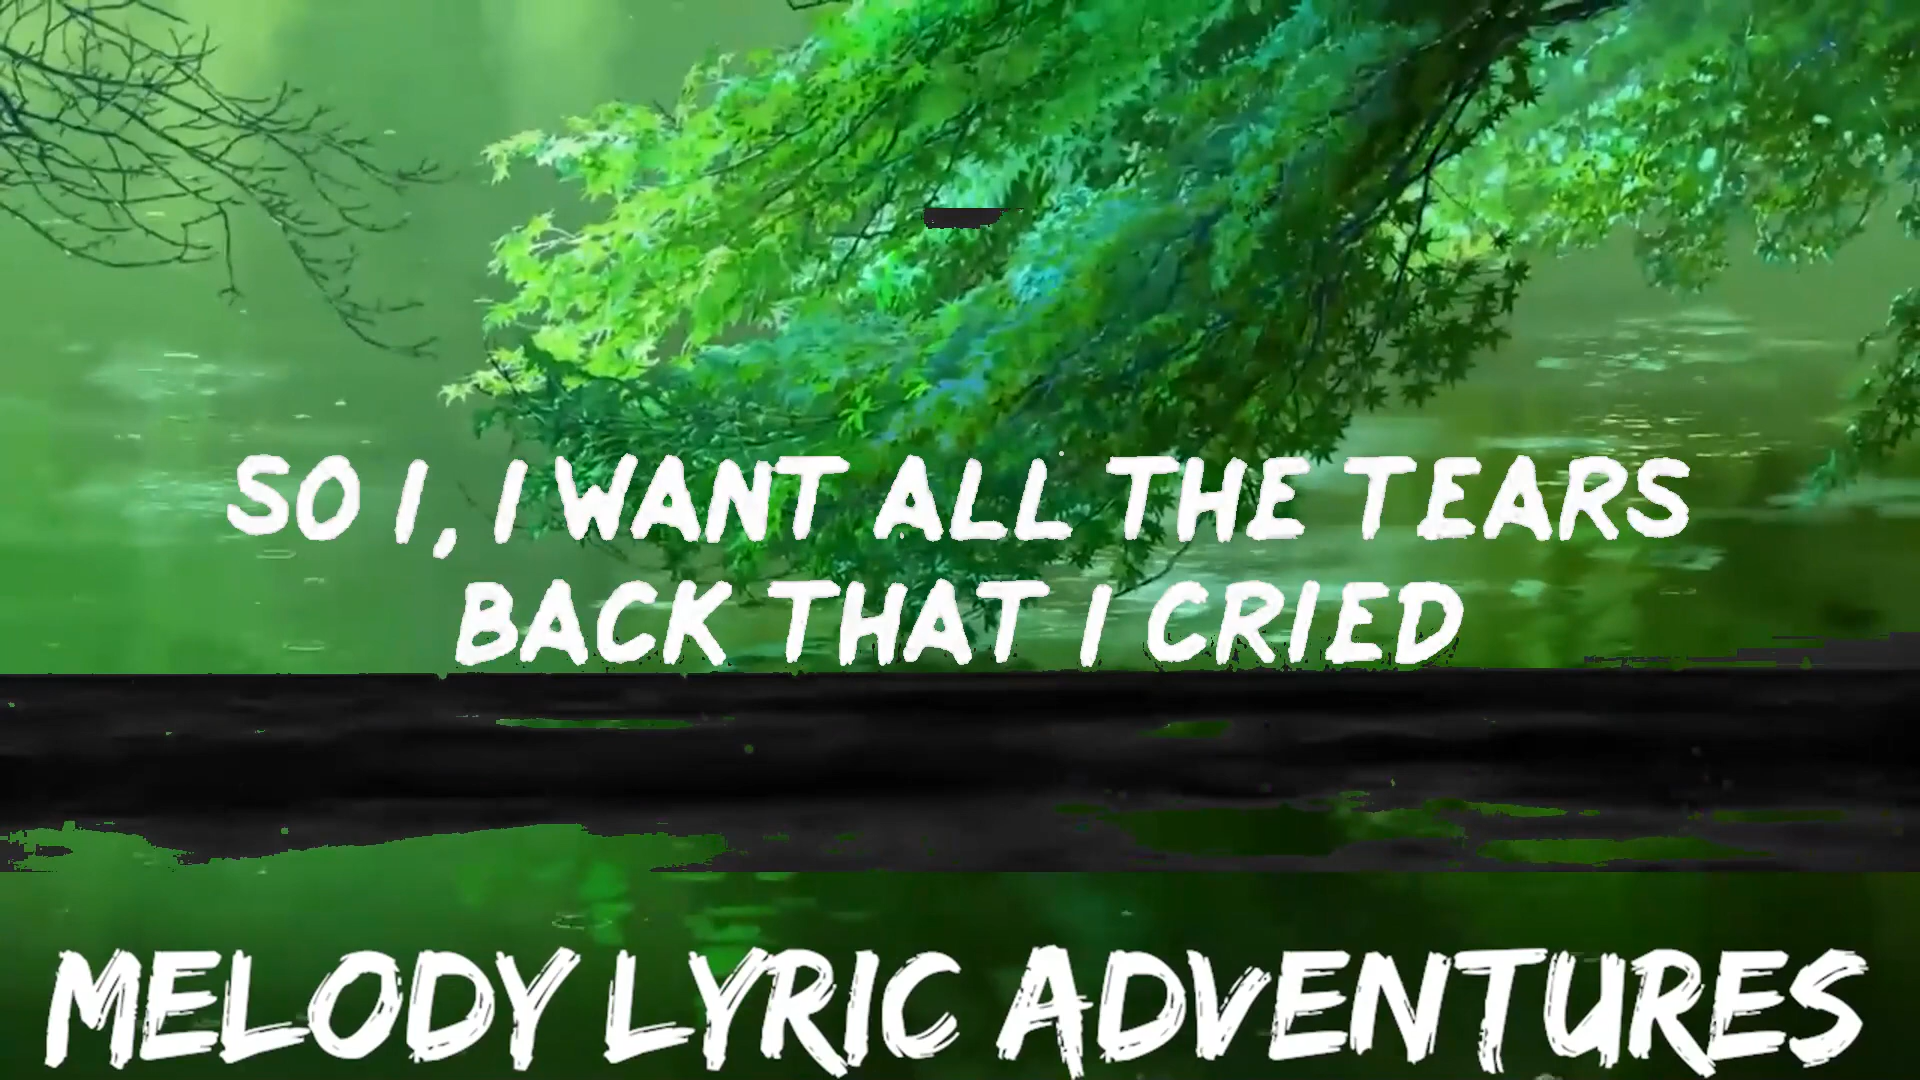 SO I, I WANT ALL THE TEARS
BACK THAT I CRIED
MELODY LYRIC ADVENTURES